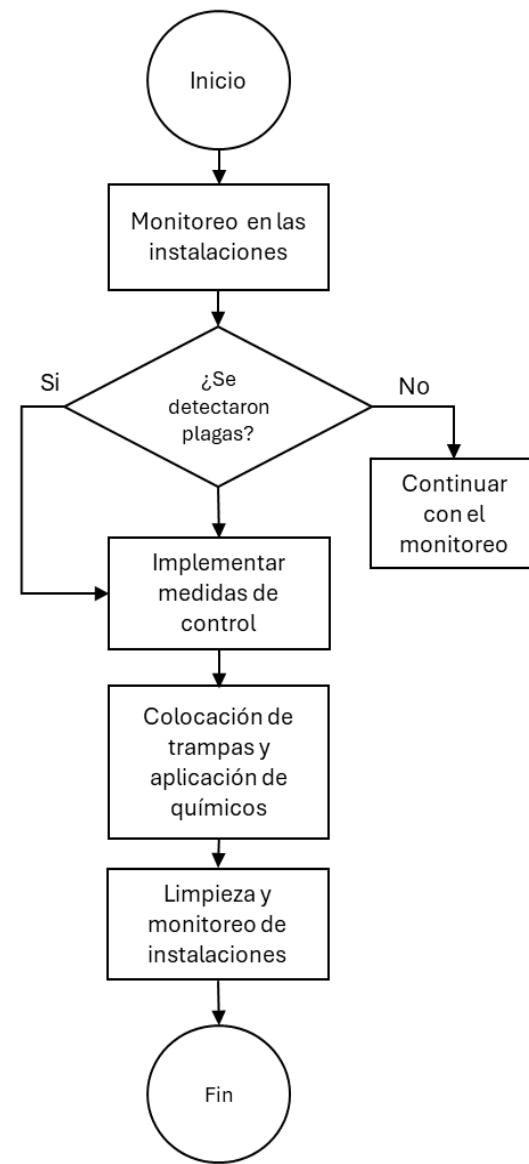 Inicio
Monitoreo en las
instalaciones
Si
¿Se
detectaron
plagas?
No
Continuar
con el
monitoreo
Implementar
medidas de
control
Colocación de
trampas y
aplicación de
químicos
Limpieza y
monitoreo de
instalaciones
Fin